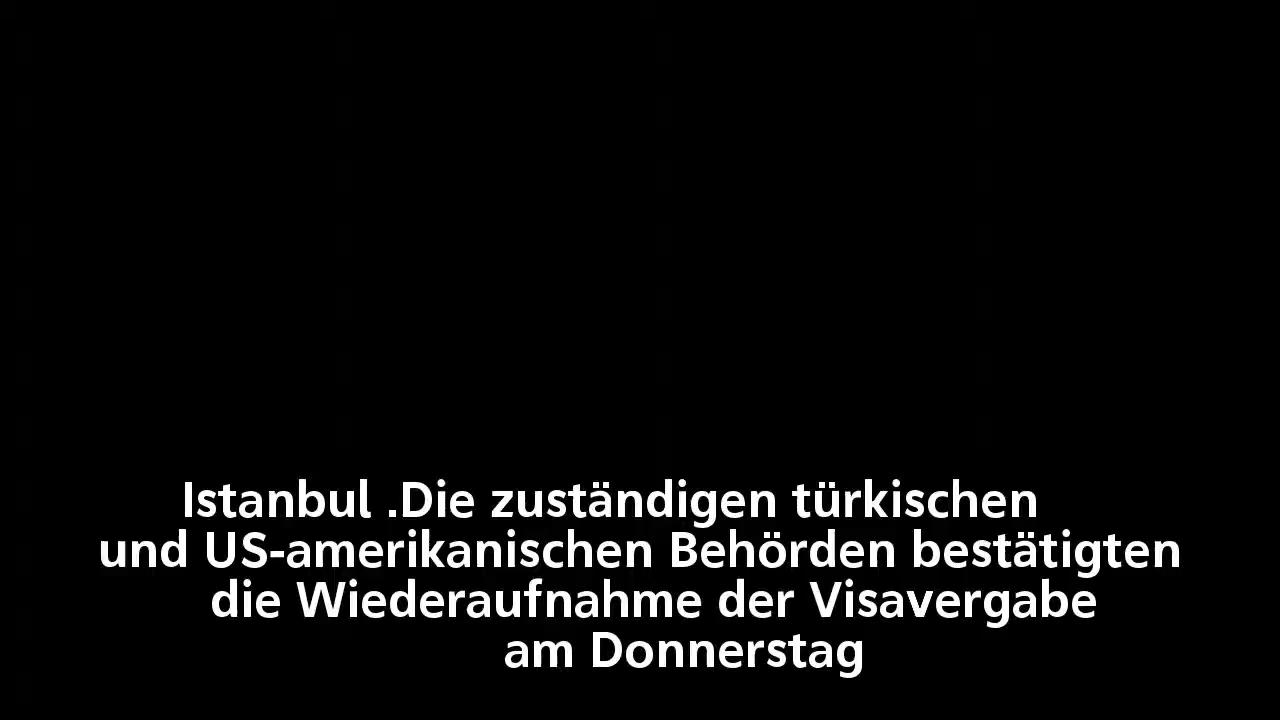 Istanbul .Die zuständigen türkischen
und US-amerikanischen Behörden bestätigten
die Wiederaufnahme der Visavergabe
am Donnerstag